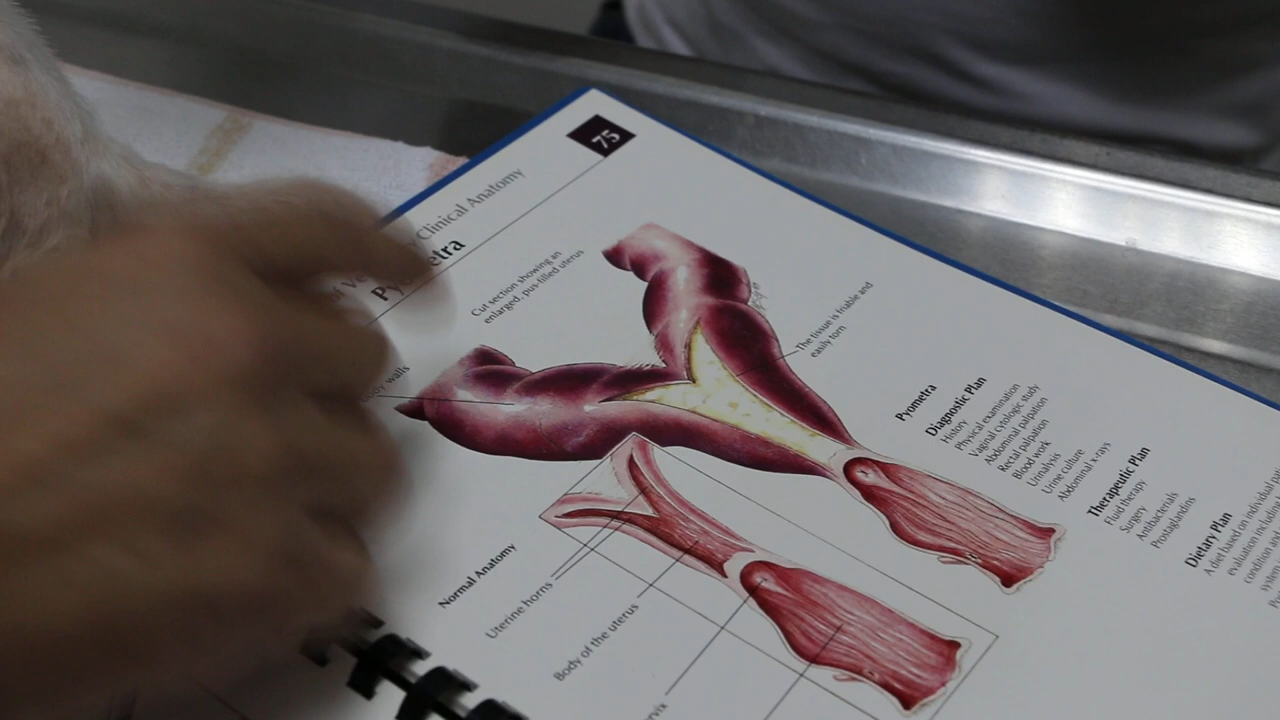 75
Clinical Anatomy
Pyometra
Cut section showing an
enlarged, pus-filled uterus
walls
The tissue is friable and
easily torn
Pyometra
Diagnostic Plan
History
Physical examination
Vaginal cytologic study
Abdominal palpation
Rectal palpation
Blood work
Urinalysis
Urine culture
Abdominal x-rays
Therapeutic Plan
Fluid therapy
Surgery
Antibacterials
Prostaglandins
Dietary Plan
A diet based on individual
evaluation including
condition and
system
Normal Anatomy
Uterine horns
Body of the uterus